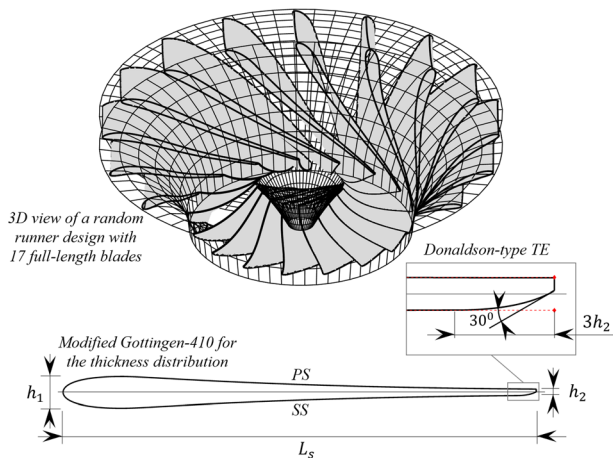 3D view of a random
runner design with
17 full-length blades
Donaldson-type TE
30⁰
3h₂
Modified Gottingen-410 for
the thickness distribution
PS
h₁
h₂
SS
Lₛ